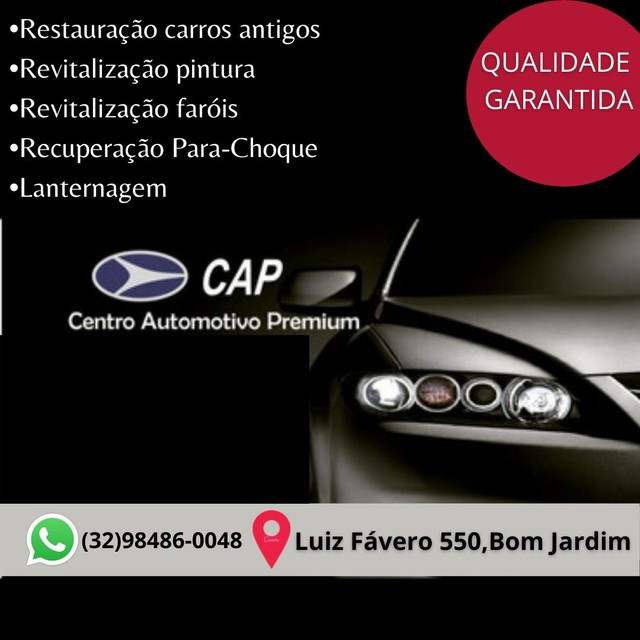 •Restauração carros antigos
•Revitalização pintura
•Revitalização faróis
•Recuperação Para-Choque
•Lanternagem
QUALIDADE
GARANTIDA
CAP
Centro Automotivo Premium
(32)98486-0048
Luiz Fávero 550,Bom Jardim